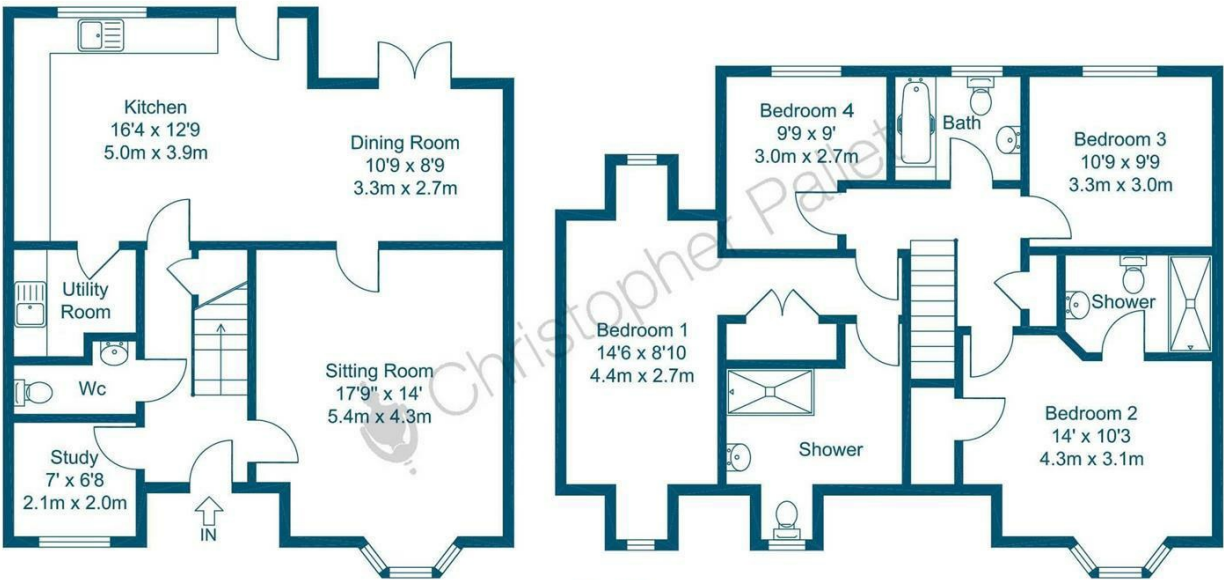 Kitchen
16'4 x 12'9
5.0m x 3.9m
Dining Room
10'9 x 8'9
3.3m x 2.7m
Utility
Room
Wc
Sitting Room
17'9" x 14'
5.4m x 4.3m
Study
7' x 6'8
2.1m x 2.0m
IN
Bedroom 4
9'9 x 9'
3.0m x 2.7m
Bath
Bedroom 3
10'9 x 9'9
3.3m x 3.0m
Bedroom 1
14'6 x 8'10
4.4m x 2.7m
Shower
Shower
Bedroom 2
14' x 10'3
4.3m x 3.1m
Christopher Pallet